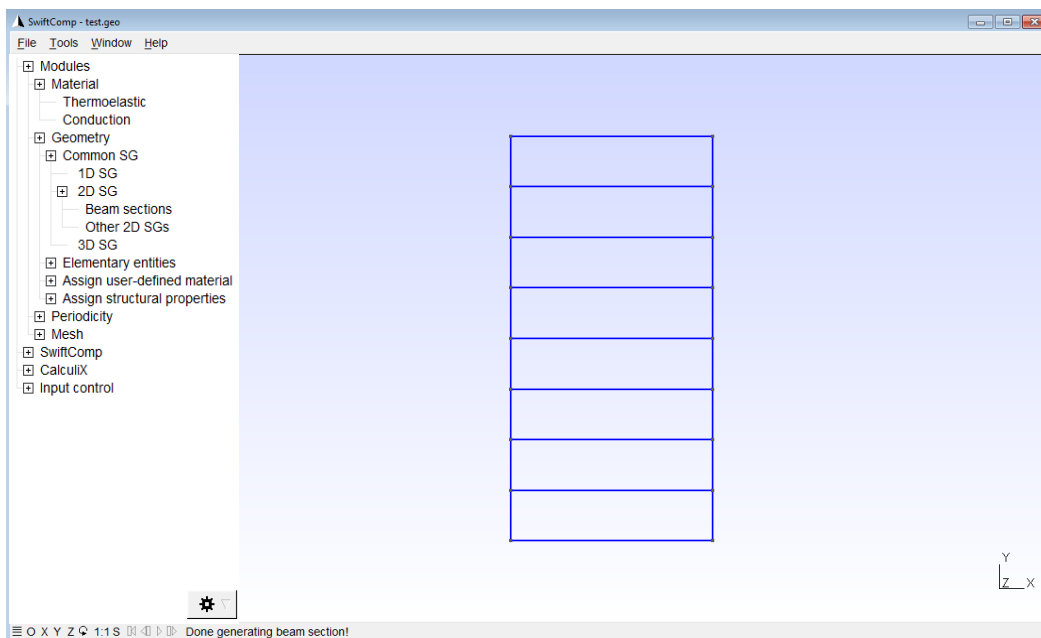 SwiftComp - test.geo
File Tools Window Help
Modules
Material
Thermoelastic
Conduction
Geometry
Common SG
1D SG
2D SG
Beam sections
Other 2D SGs
3D SG
Elementary entities
Assign user-defined material
Assign structural properties
Periodicity
Mesh
SwiftComp
CalculiX
Input control
Y
Z X
O X Y Z 1:1 S Done generating beam section!